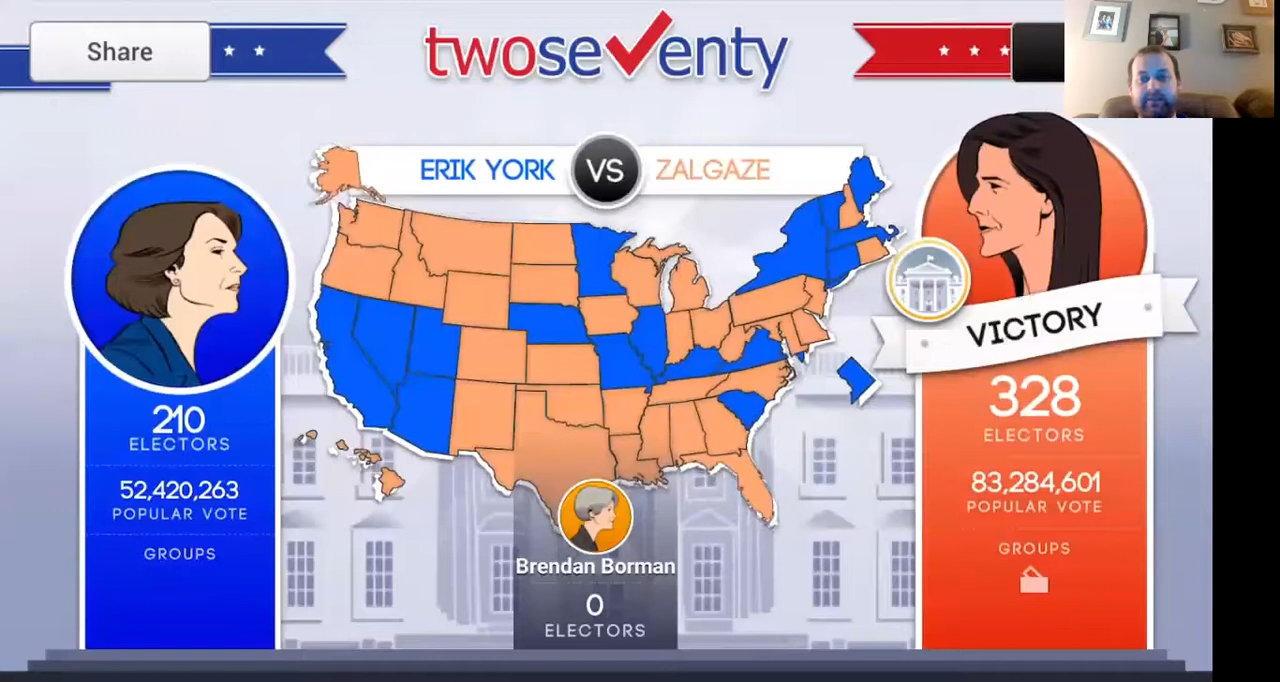 Share
twoseventy
ERIK YORK VS ZALGAZE
VICTORY
210
ELECTORS
52,420,263
POPULAR VOTE
GROUPS
328
ELECTORS
83,284,601
POPULAR VOTE
GROUPS
Brendan Borman
0
ELECTORS